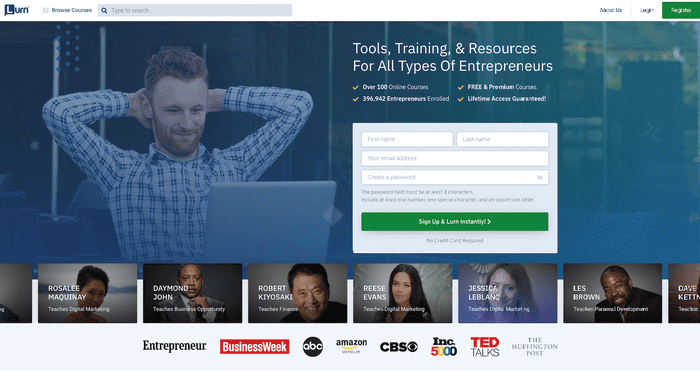 Lurn
Browse Courses
Type to search...
About Us
Login
Register
Tools, Training, & Resources
For All Types Of Entrepreneurs
Over 100 Online Courses
FREE & Premium Courses
396,942 Entrepreneurs Enrolled
Lifetime Access Guaranteed!
First name
Last name
Your email address
Create a password
The password field must be at least 8 characters.
Include at least one number, one special character, and an uppercase letter.
Sign Up & Lurn Instantly!
No Credit Card Required
ROSALEE
MAQUINAY
Teaches Digital Marketing
DAYMOND
JOHN
Teaches Business Opportunity
ROBERT
KIYOSAKI
Teaches Finance
REESE
EVANS
Teaches Digital Marketing
JESSICA
LEBLANC
Teaches Digital Marketing
LES
BROWN
Teaches Personal Development
DAVE
KETT
Teaches
Entrepreneur
BusinessWeek
abc
amazon
BESTSELLER
CBS
Inc.
5000
TED
TALKS
THE
HUFFINGTON
POST